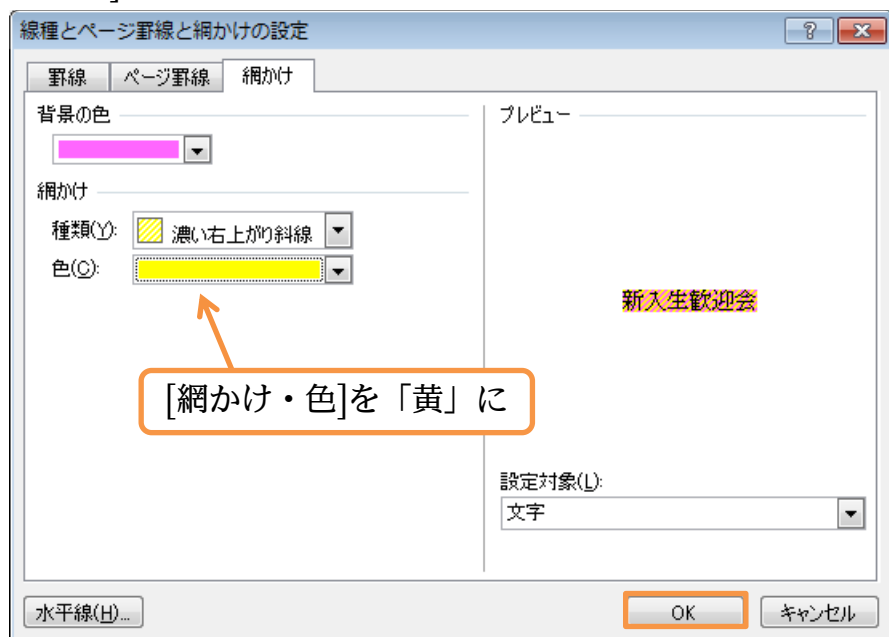 ]
線種とページ罫線と網かけの設定
罫線 ページ罫線 網かけ
背景の色
プレビュー
網かけ
種類(Y): 濃い右上がり斜線
色(C):
新入生歓迎会
[網かけ・色]を「黄」に
設定対象(L):
文字
水平線(H)... OK キャンセル